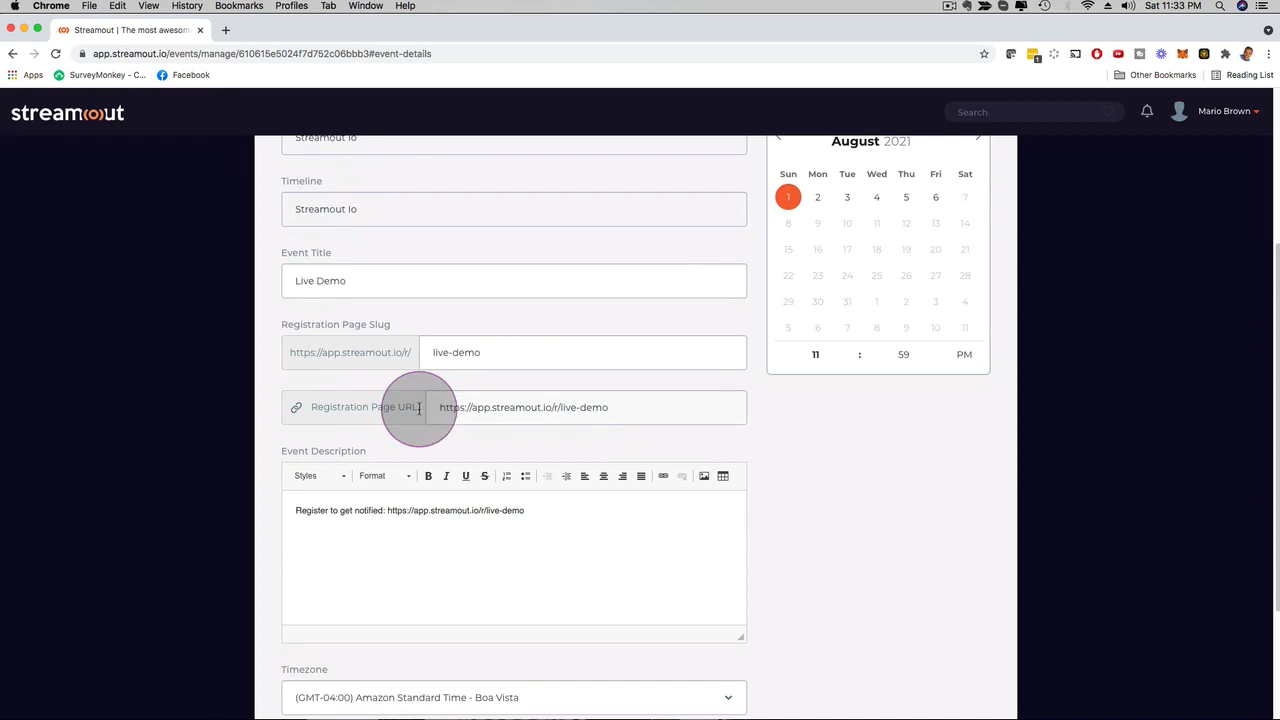 Chrome File Edit View History Bookmarks Profiles Tab Window Help Sat 11:33 PM
Streamout | The most awesom
app.streamout.io/events/manage/610615e5024f7d752c06bbb3#event-details
1
Apps SurveyMonkey - C... Facebook Other Bookmarks Reading List
streamout Search Mario Brown
Streamout Io
Timeline
Streamout Io
Event Title
Live Demo
Registration Page Slug
https://app.streamout.io/r/ live-demo
Registration Page URL https://app.streamout.io/r/live-demo
Event Description
Styles Format B I U S
Register to get notified: https://app.streamout.io/r/live-demo
Timezone
(GMT-04:00) Amazon Standard Time - Boa Vista
August 2021
Sun Mon Tue Wed Thu Fri Sat
1 2 3 4 5 6 7
8 9 10 11 12 13 14
15 16 17 18 19 20 21
22 23 24 25 26 27 28
29 30 31 1 2 3 4
5 6 7 8 9 10 11
11 : 59 PM